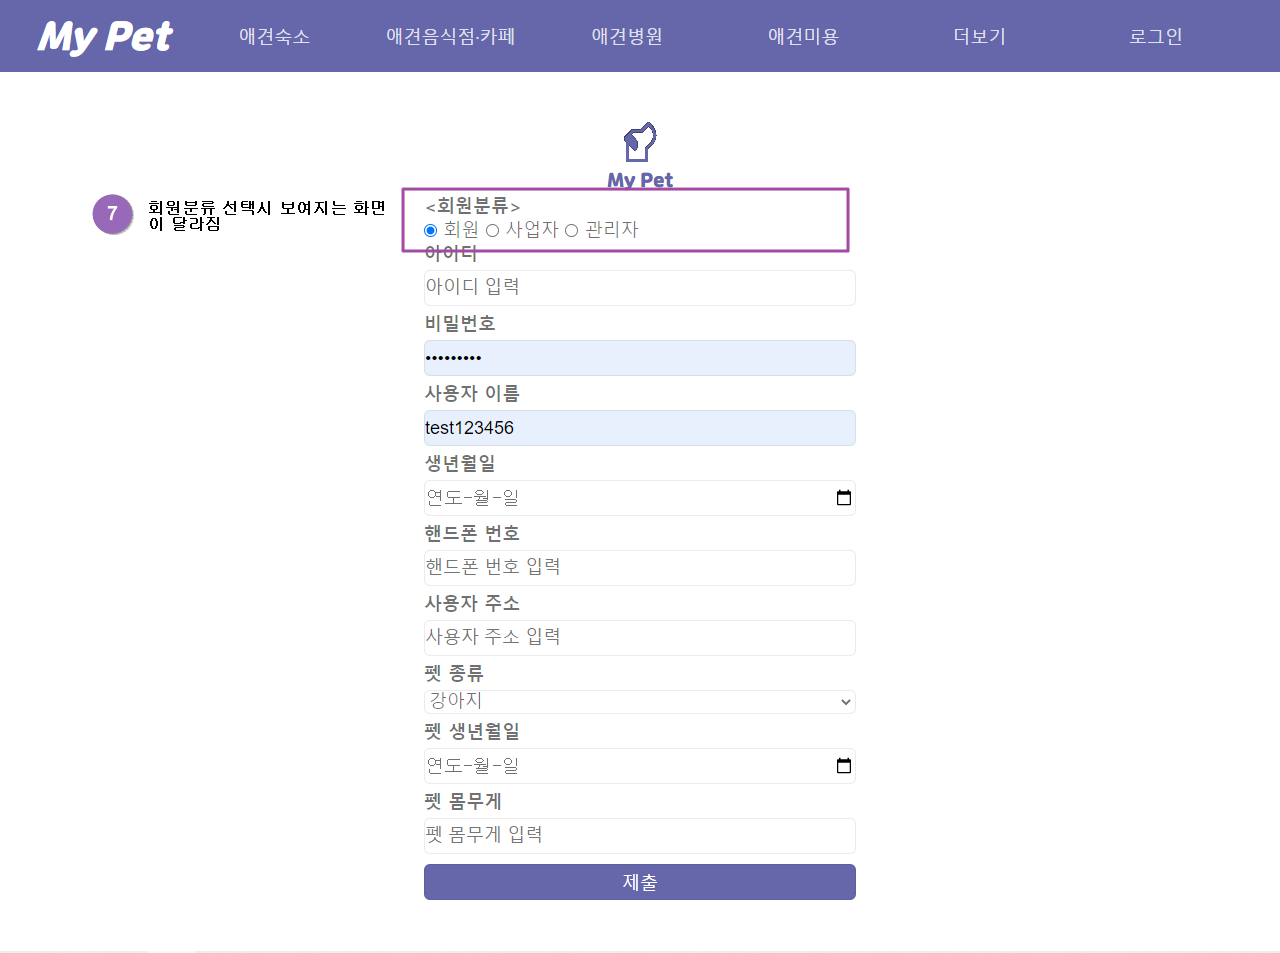 My Pet 애견숙소 애견음식점·카페 애견병원 애견미용 더보기 로그인
My Pet
7 회원분류 선택시 보여지는 화면
이 달라짐
<회원분류>
회원 사업자 관리자
아이디
아이디 입력
비밀번호
•••••••••
사용자 이름
test123456
생년월일
연도-월-일
핸드폰 번호
핸드폰 번호 입력
사용자 주소
사용자 주소 입력
펫 종류
강아지
펫 생년월일
연도-월-일
펫 몸무게
펫 몸무게 입력
제출